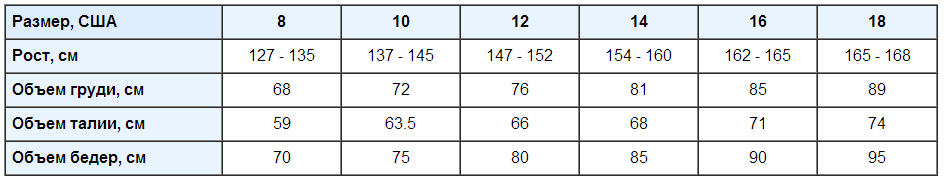 Размер, США 8 10 12 14 16 18
Рост, см 127 - 135 137 - 145 147 - 152 154 - 160 162 - 165 165 - 168
Объем груди, см 68 72 76 81 85 89
Объем талии, см 59 63.5 66 68 71 74
Объем бедер, см 70 75 80 85 90 95